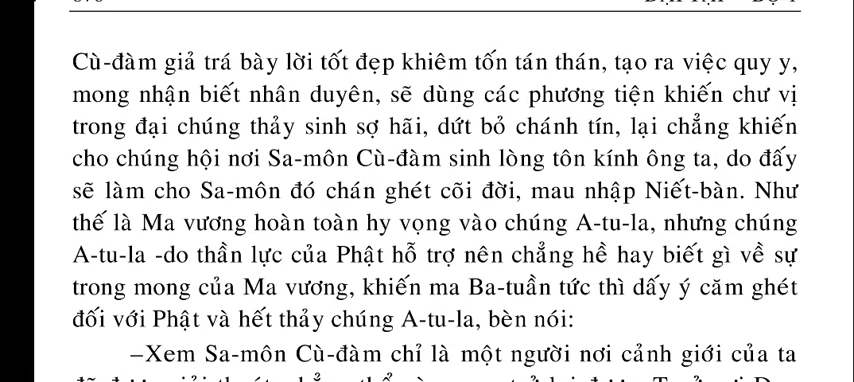 Cù-đàm giả trá bày lời tốt đẹp khiêm tốn tán thán, tạo ra việc quy y,
mong nhận biết nhân duyên, sẽ dùng các phương tiện khiến chư vị
trong đại chúng thảy sinh sợ hãi, dứt bỏ chánh tín, lại chẳng khiến
cho chúng hội nơi Sa-môn Cù-đàm sinh lòng tôn kính ông ta, do đấy
sẽ làm cho Sa-môn đó chán ghét cõi đời, mau nhập Niết-bàn. Như
thế là Ma vương hoàn toàn hy vọng vào chúng A-tu-la, nhưng chúng
A-tu-la -do thần lực của Phật hỗ trợ nên chẳng hề hay biết gì về sự
trong mong của Ma vương, khiến ma Ba-tuần tức thì dấy ý căm ghét
đối với Phật và hết thảy chúng A-tu-la, bèn nói:
–Xem Sa-môn Cù-đàm chỉ là một người nơi cảnh giới của ta